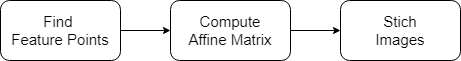 Find
Feature Points
Compute
Affine Matrix
Stich
Images